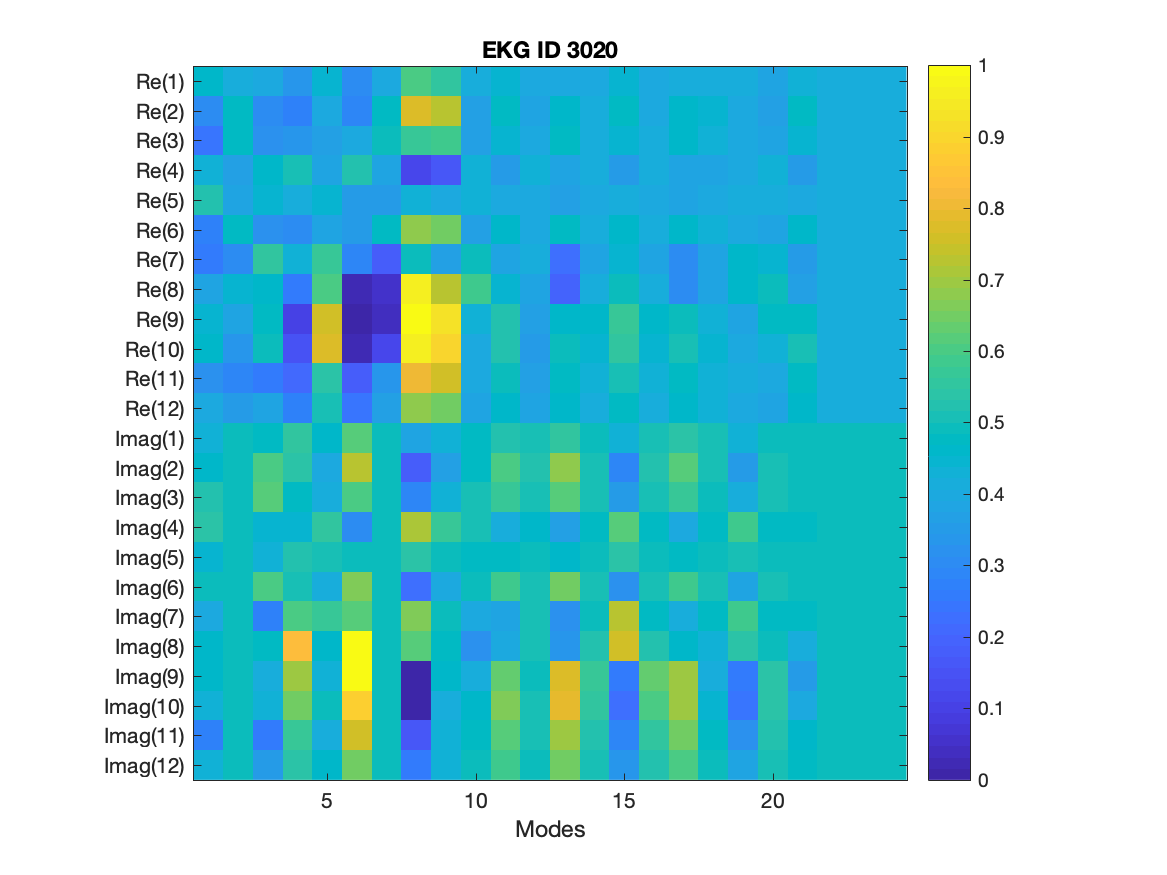 EKG ID 3020
Re(1)
Re(2)
Re(3)
Re(4)
Re(5)
Re(6)
Re(7)
Re(8)
Re(9)
Re(10)
Re(11)
Re(12)
Imag(1)
Imag(2)
Imag(3)
Imag(4)
Imag(5)
Imag(6)
Imag(7)
Imag(8)
Imag(9)
Imag(10)
Imag(11)
Imag(12)
5 10 15 20
Modes
1
0.9
0.8
0.7
0.6
0.5
0.4
0.3
0.2
0.1
0